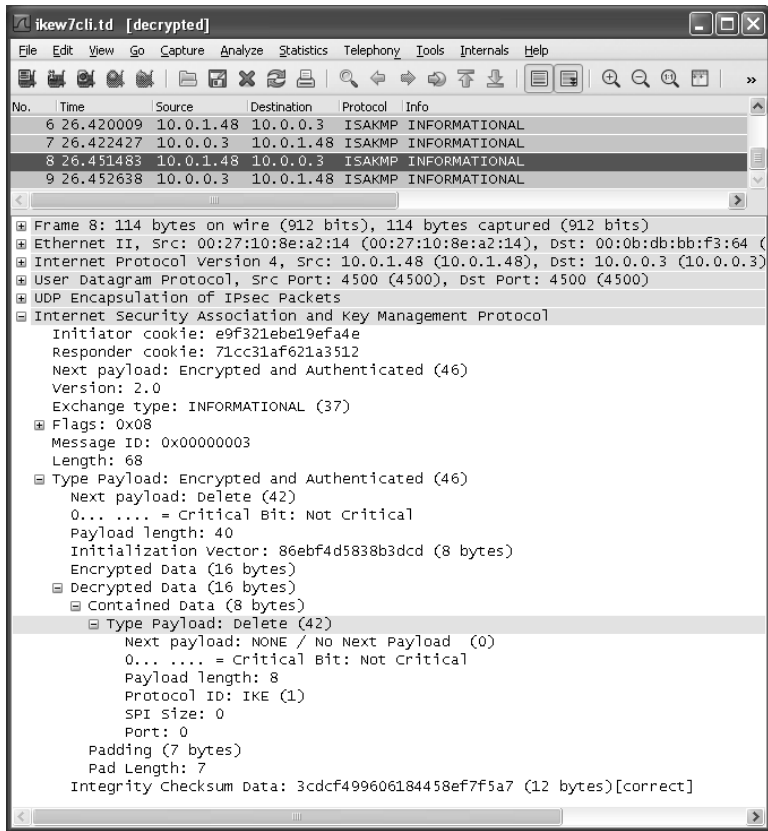 ikew7cli.td [decrypted]
File Edit View Go Capture Analyze Statistics Telephony Tools Internals Help
»
No. Time Source Destination Protocol Info
6 26.420009 10.0.1.48 10.0.0.3 ISAKMP INFORMATIONAL
7 26.422427 10.0.0.3 10.0.1.48 ISAKMP INFORMATIONAL
8 26.451483 10.0.1.48 10.0.0.3 ISAKMP INFORMATIONAL
9 26.452638 10.0.0.3 10.0.1.48 ISAKMP INFORMATIONAL
Frame 8: 114 bytes on wire (912 bits), 114 bytes captured (912 bits)
Ethernet II, Src: 00:27:10:8e:a2:14 (00:27:10:8e:a2:14), Dst: 00:0b:db:bb:f3:64 (
Internet Protocol Version 4, Src: 10.0.1.48 (10.0.1.48), Dst: 10.0.0.3 (10.0.0.3)
User Datagram Protocol, Src Port: 4500 (4500), Dst Port: 4500 (4500)
UDP Encapsulation of IPsec Packets
Internet Security Association and Key Management Protocol
Initiator cookie: e9f321ebe19efa4e
Responder cookie: 71cc31af621a3512
Next payload: Encrypted and Authenticated (46)
Version: 2.0
Exchange type: INFORMATIONAL (37)
Flags: 0x08
Message ID: 0x00000003
Length: 68
Type Payload: Encrypted and Authenticated (46)
Next payload: Delete (42)
0... .... = Critical Bit: Not Critical
Payload length: 40
Initialization Vector: 86ebf4d5838b3dcd (8 bytes)
Encrypted Data (16 bytes)
Decrypted Data (16 bytes)
Contained Data (8 bytes)
Type Payload: Delete (42)
Next payload: NONE / No Next Payload (0)
0... .... = Critical Bit: Not Critical
Payload length: 8
Protocol ID: IKE (1)
SPI Size: 0
Port: 0
Padding (7 bytes)
Pad Length: 7
Integrity Checksum Data: 3cdcf499606184458ef7f5a7 (12 bytes)[correct]